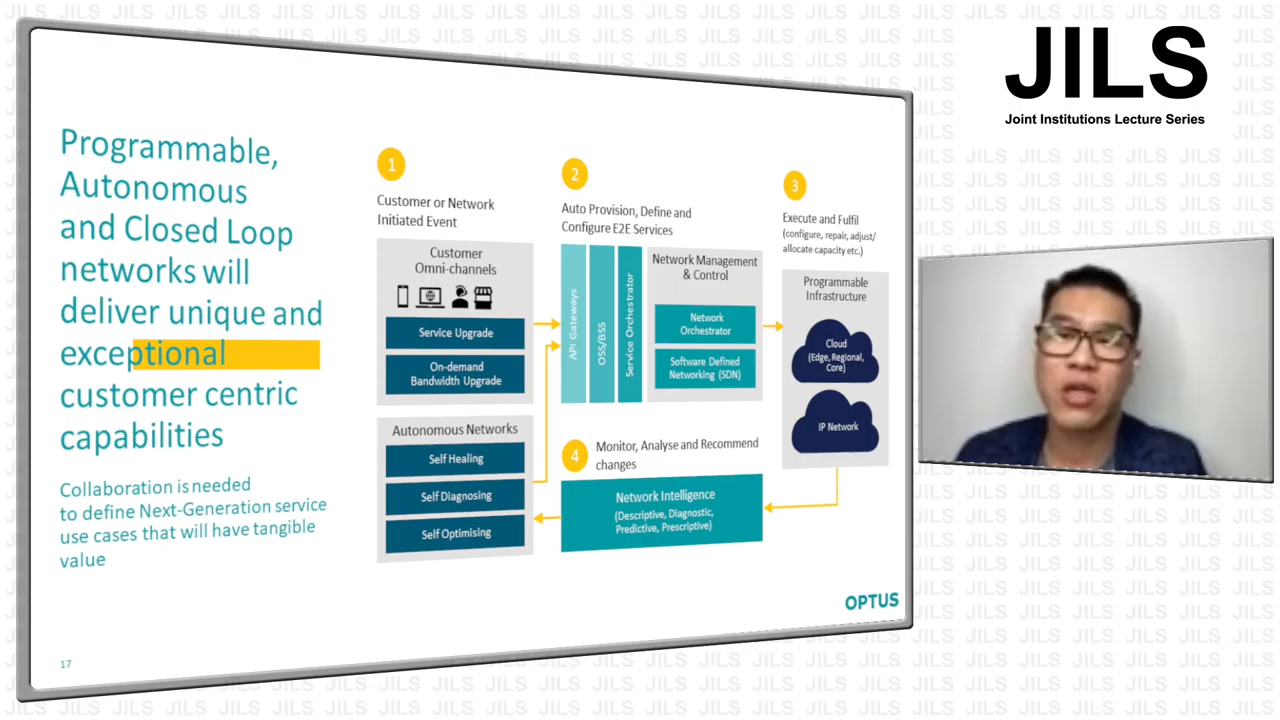 Programmable,
Autonomous
and Closed Loop
networks will
deliver unique and
exceptional
customer centric
capabilities
Collaboration is needed
to define Next-Generation service
use cases that will have tangible
value
1
Customer or Network
Initiated Event
Customer
Omni-channels
Service Upgrade
On-demand
Bandwidth Upgrade
Autonomous Networks
Self Healing
Self Diagnosing
Self Optimising
2
Auto Provision, Define and
Configure E2E Services
API Gateways
OSS/BSS
Service Orchestrator
Network Management
& Control
Network
Orchestrator
Software Defined
Networking (SDN)
3
Execute and Fulfil
(configure, repair, adjust/
allocate capacity etc.)
Programmable
Infrastructure
Cloud
(Edge, Regional,
Core)
IP Network
4
Monitor, Analyse and Recommend
changes
Network Intelligence
(Descriptive, Diagnostic,
Predictive, Prescriptive)
OPTUS
17
JILS
Joint Institutions Lecture Series